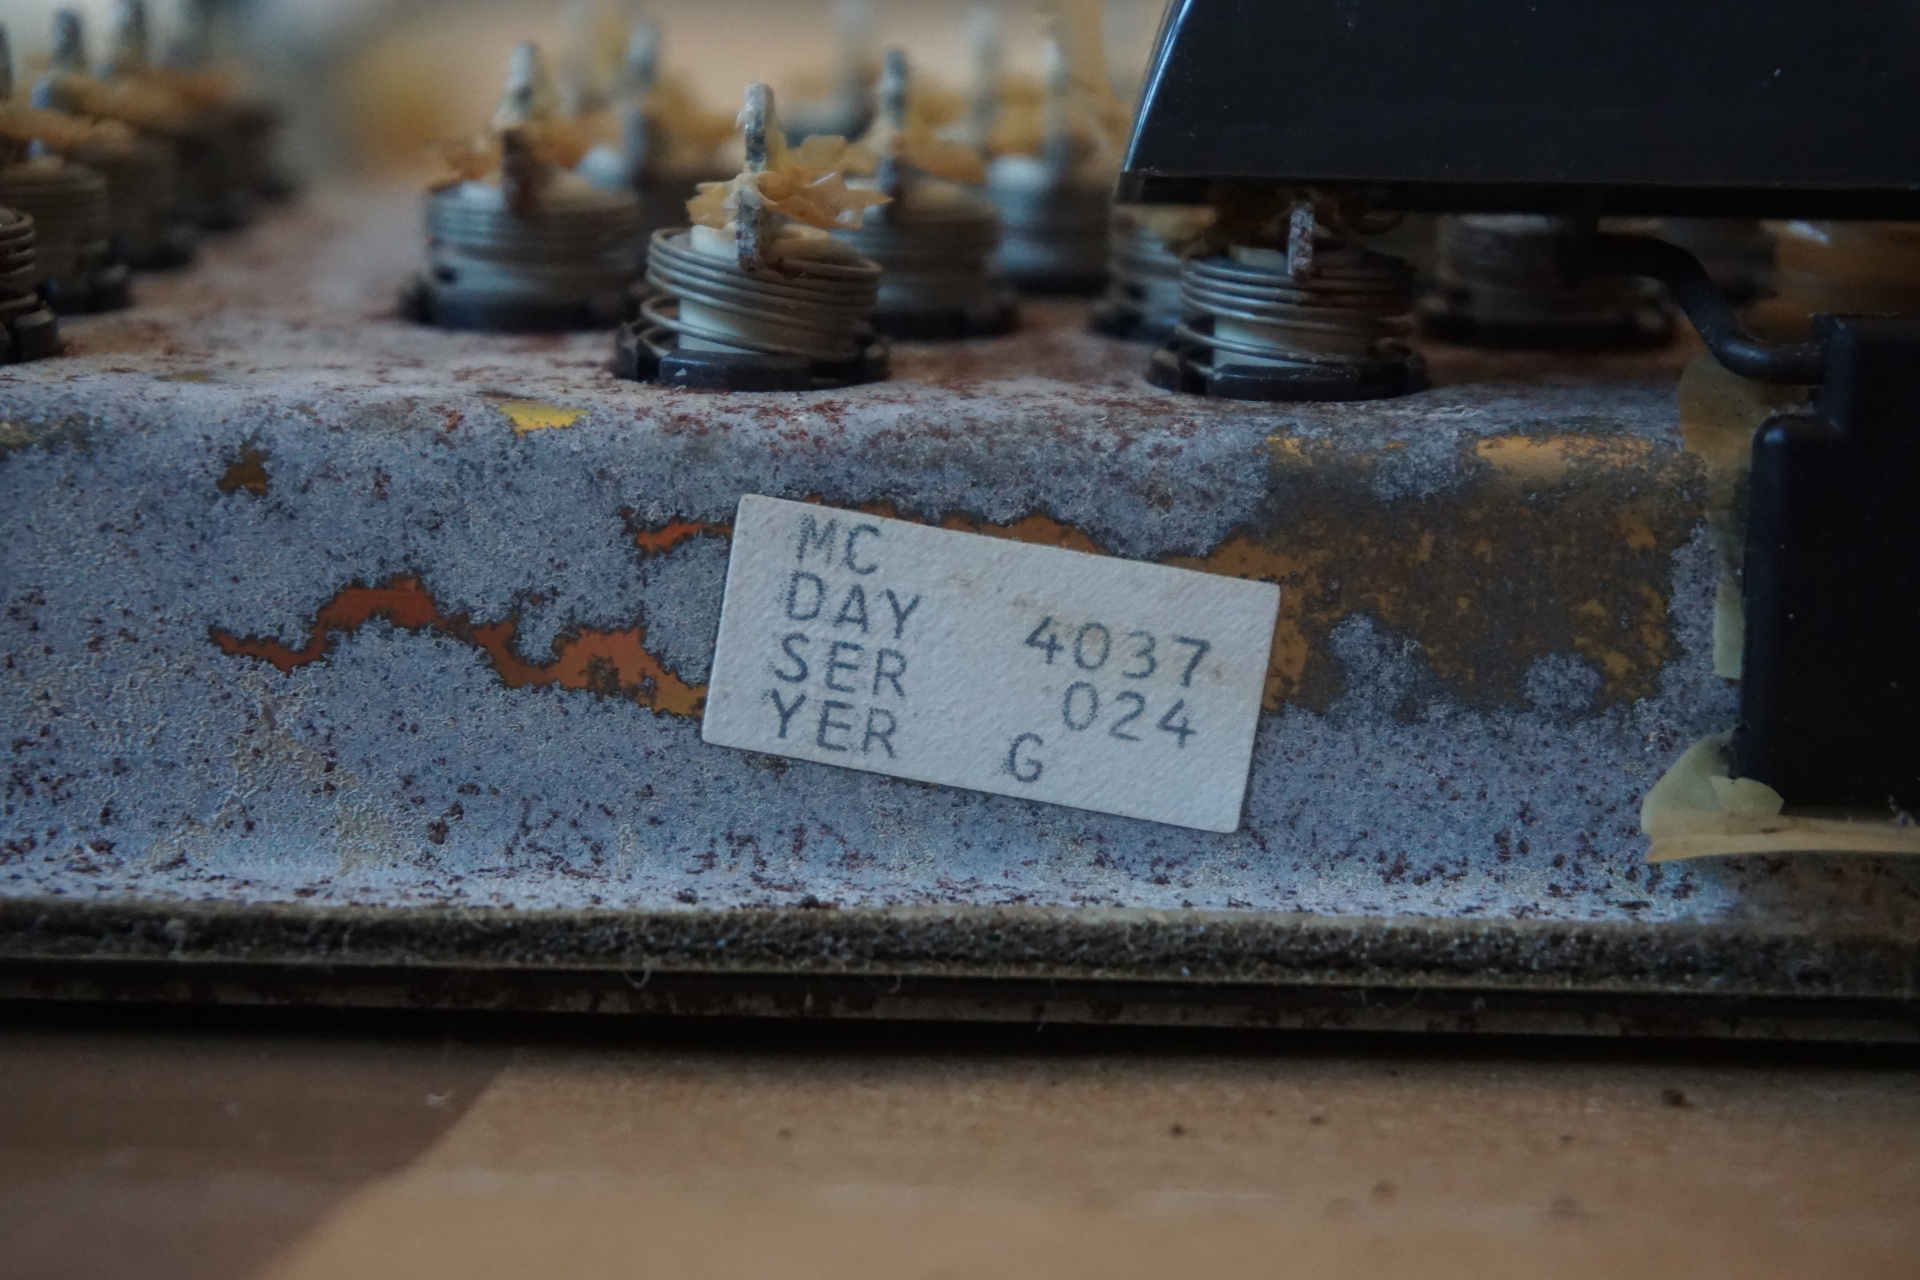 MC
DAY 4037
SER 024
YER G